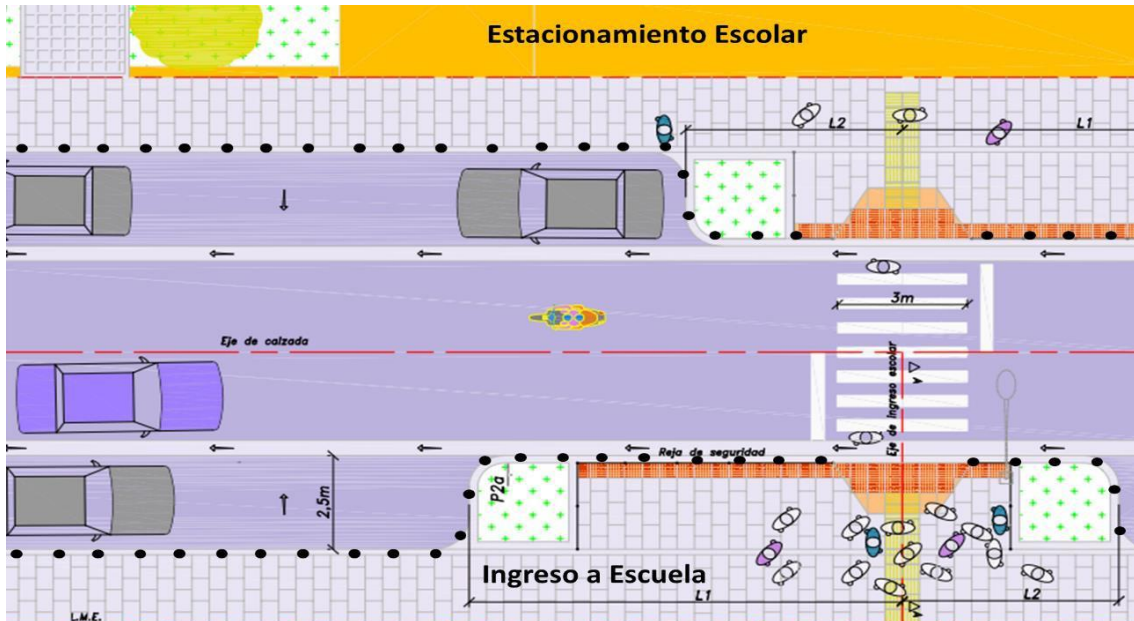 Estacionamiento Escolar
L2
L1
3m
Eje de calzada
Eje de ingreso escolar
Reja de seguridad
P2a
2,5m
Ingreso a Escuela
L1
L2
L.M.E.